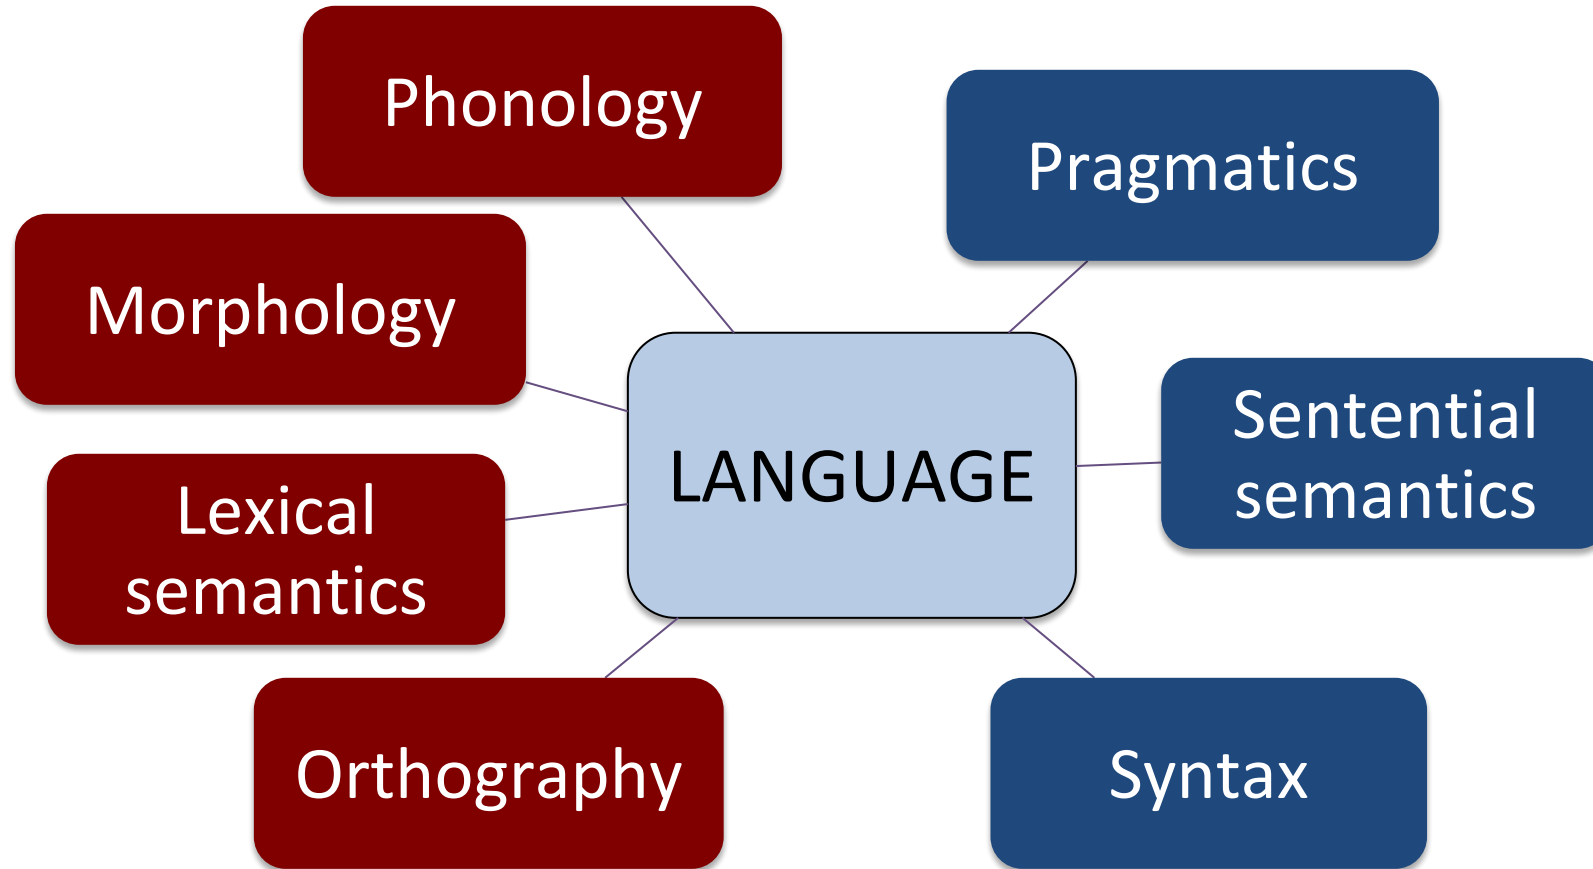 Phonology
Pragmatics
Morphology
LANGUAGE
Sentential
semantics
Lexical
semantics
Orthography
Syntax